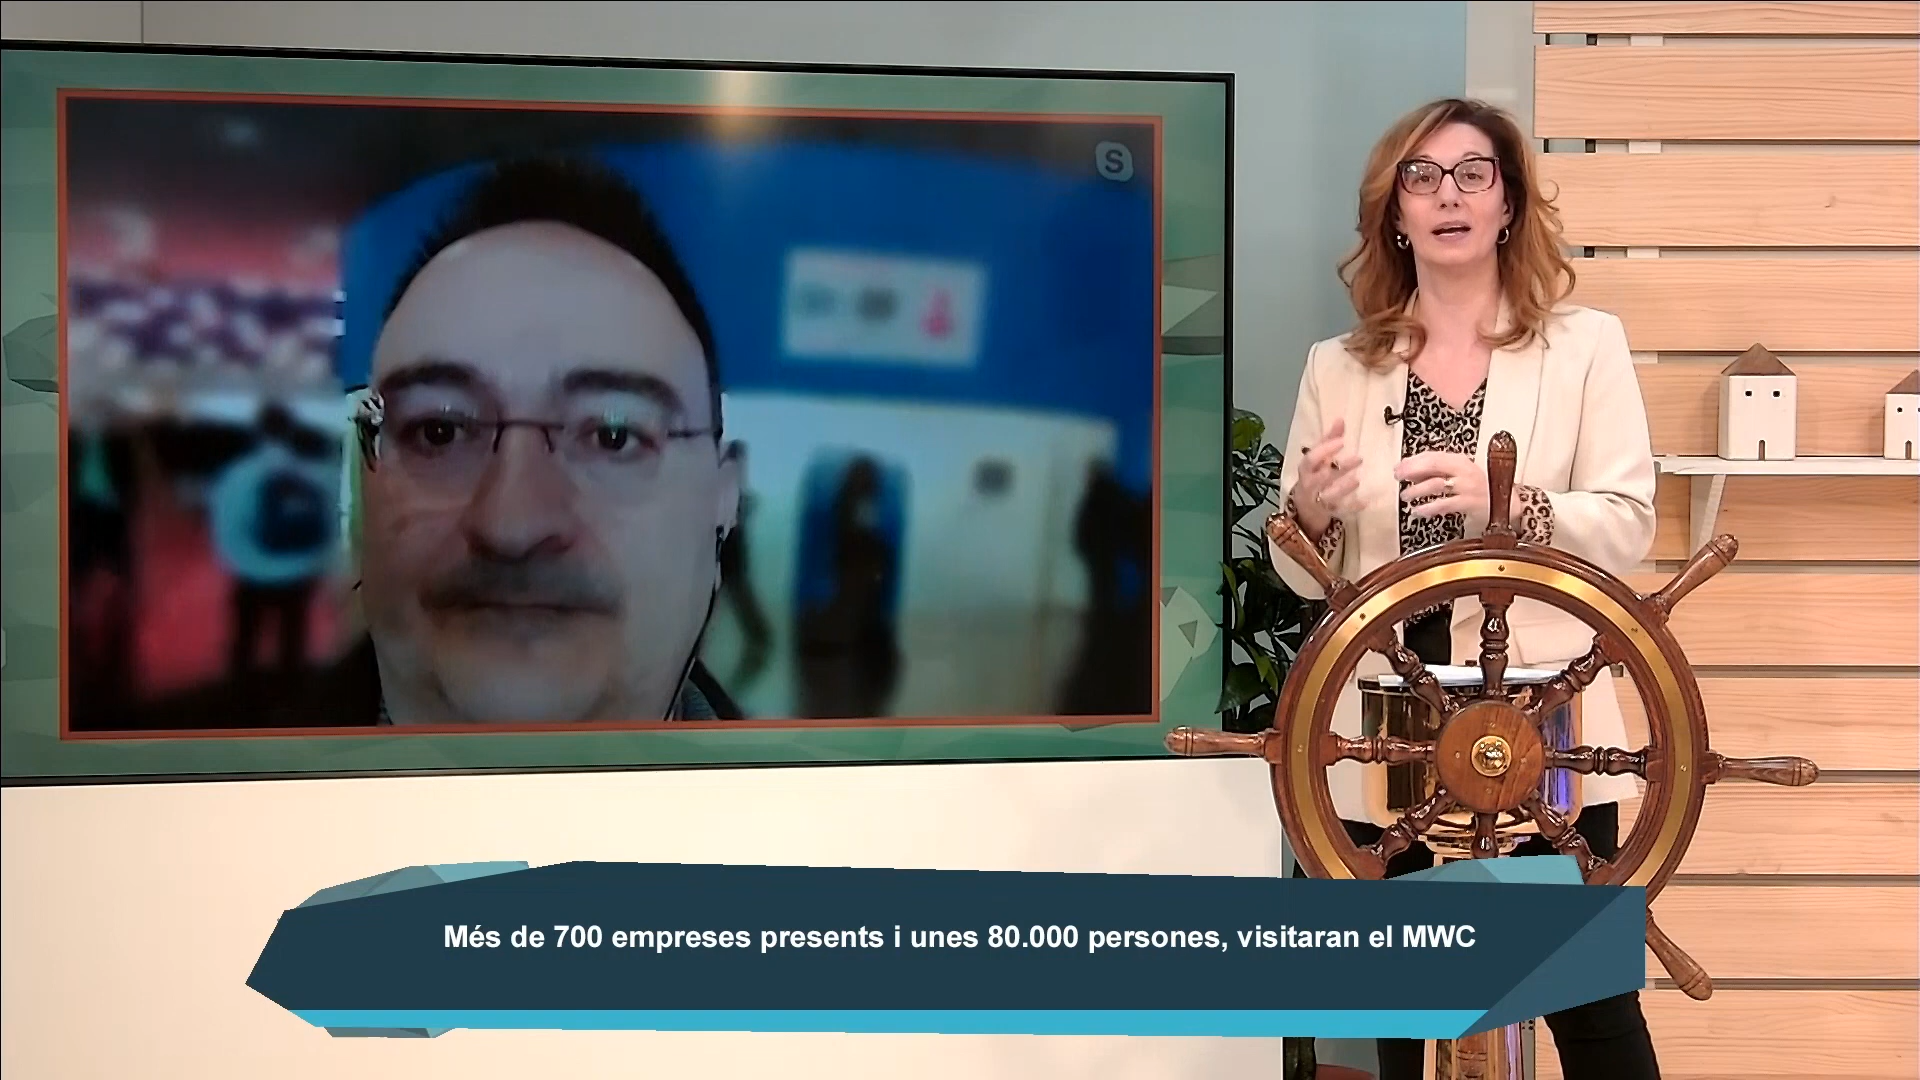 S
Més de 700 empreses presents i unes 80.000 persones, visitaran el MWC